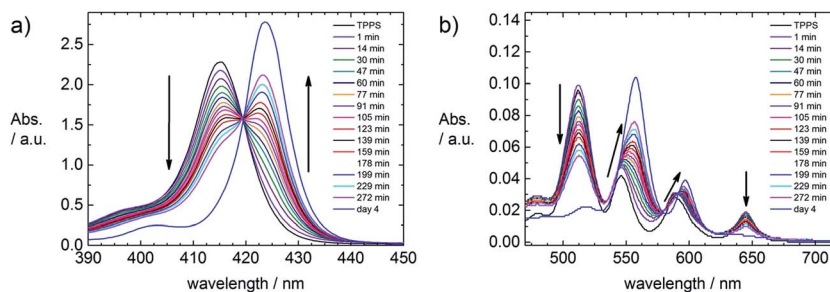 a)
Abs.
/ a.u.
2.5
2.0
1.5
1.0
0.5
0.0
390 400 410 420 430 440 450
wavelength / nm
TPPS
1 min
14 min
30 min
47 min
60 min
77 min
91 min
105 min
123 min
139 min
159 min
178 min
199 min
229 min
272 min
day 4
b)
Abs.
/ a.u.
0.14
0.12
0.10
0.08
0.06
0.04
0.02
0.00
500 550 600 650 700
wavelength / nm
TPPS
1 min
14 min
30 min
47 min
60 min
77 min
91 min
105 min
123 min
139 min
159 min
178 min
199 min
229 min
272 min
day 4